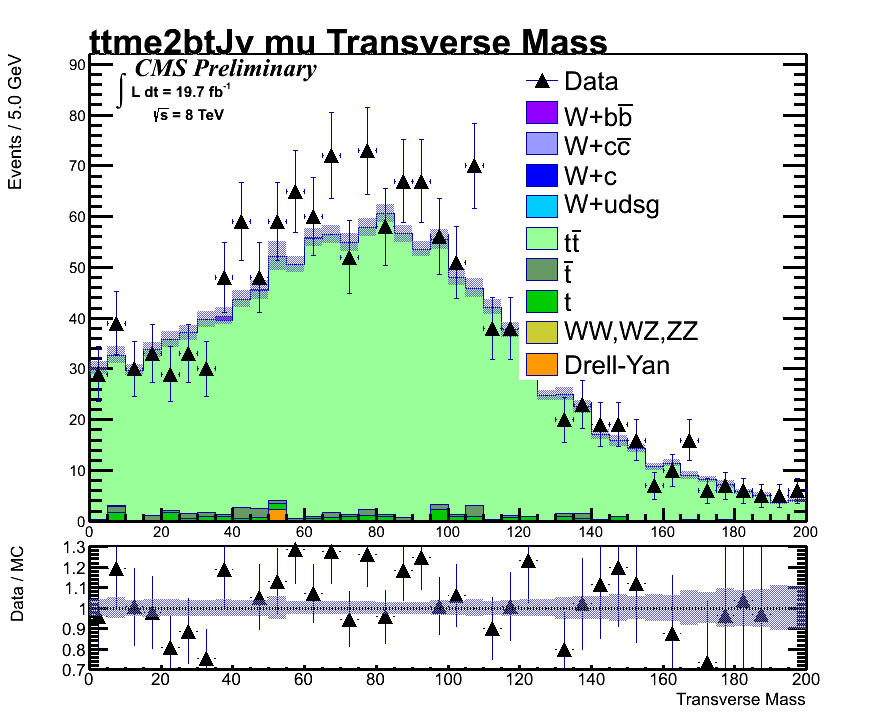 ttme2btJv mu Transverse Mass
CMS Preliminary
∫ L dt = 19.7 fb⁻¹
√s = 8 TeV
Events / 5.0 GeV
90
80
70
60
50
40
30
20
10
0
Data
W+bb̅
W+cc̅
W+c
W+udsg
tt̅
t̅
t
WW,WZ,ZZ
Drell-Yan
0 20 40 60 80 100 120 140 160 180 200
Data / MC
1.3
1.2
1.1
1
0.9
0.8
0.7
0 20 40 60 80 100 120 140 160 180 200
Transverse Mass